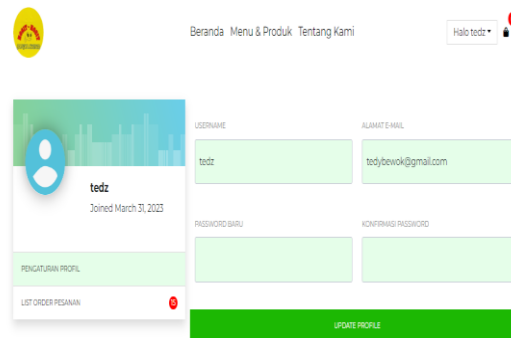 Beranda Menu & Produk Tentang Kami
Halo tedz
tedz
Joined March 31, 2023
PENGATURAN PROFIL
LIST ORDER PESANAN
15
USERNAME
tedz
ALAMAT E-MAIL
tedybewok@gmail.com
PASSWORD BARU
KONFIRMASI PASSWORD
UPDATE PROFILE